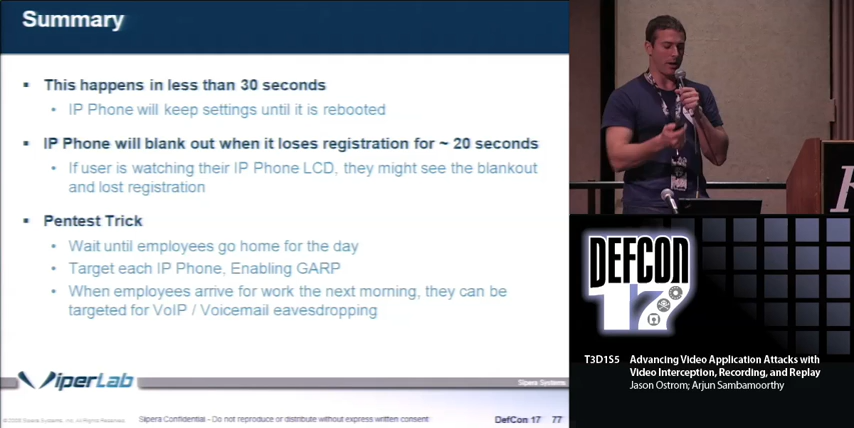 Summary
This happens in less than 30 seconds
IP Phone will keep settings until it is rebooted
IP Phone will blank out when it loses registration for ~ 20 seconds
If user is watching their IP Phone LCD, they might see the blankout
and lost registration
Pentest Trick
Wait until employees go home for the day
Target each IP Phone, Enabling GARP
When employees arrive for work the next morning, they can be
targeted for VoIP / Voicemail eavesdropping
ViperLab
Sipera Systems
Sipera Confidential - Do not reproduce or distribute without express written consent
DefCon 17 77
DEFCON
17
T3D1S5 Advancing Video Application Attacks with
Video Interception, Recording, and Replay
Jason Ostrom; Arjun Sambamoorthy